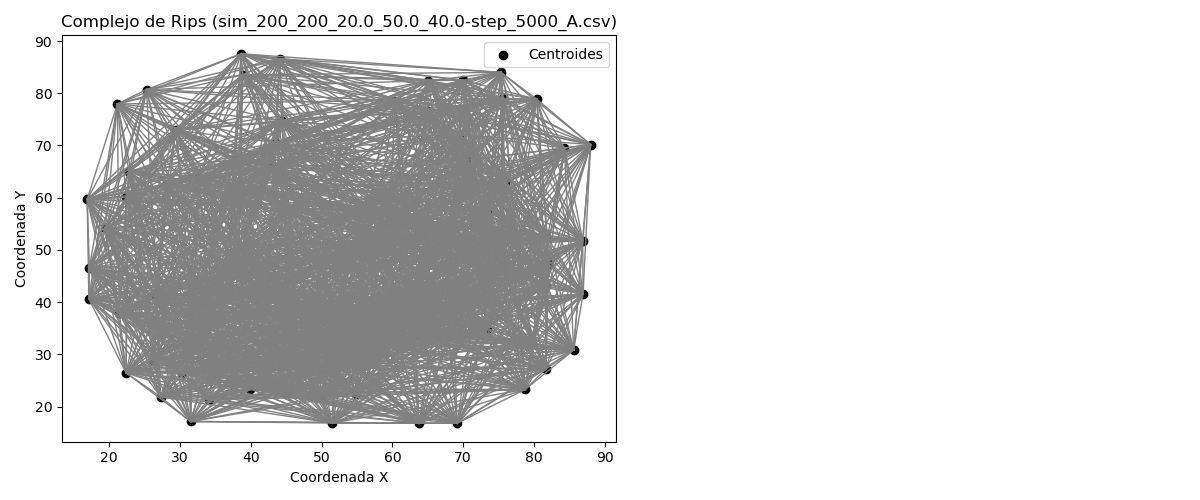 Complejo de Rips (sim_200_200_20.0_50.0_40.0-step_5000_A.csv)
Centroides
90
80
70
60
50
40
30
20
Coordenada Y
20 30 40 50 60 70 80 90
Coordenada X